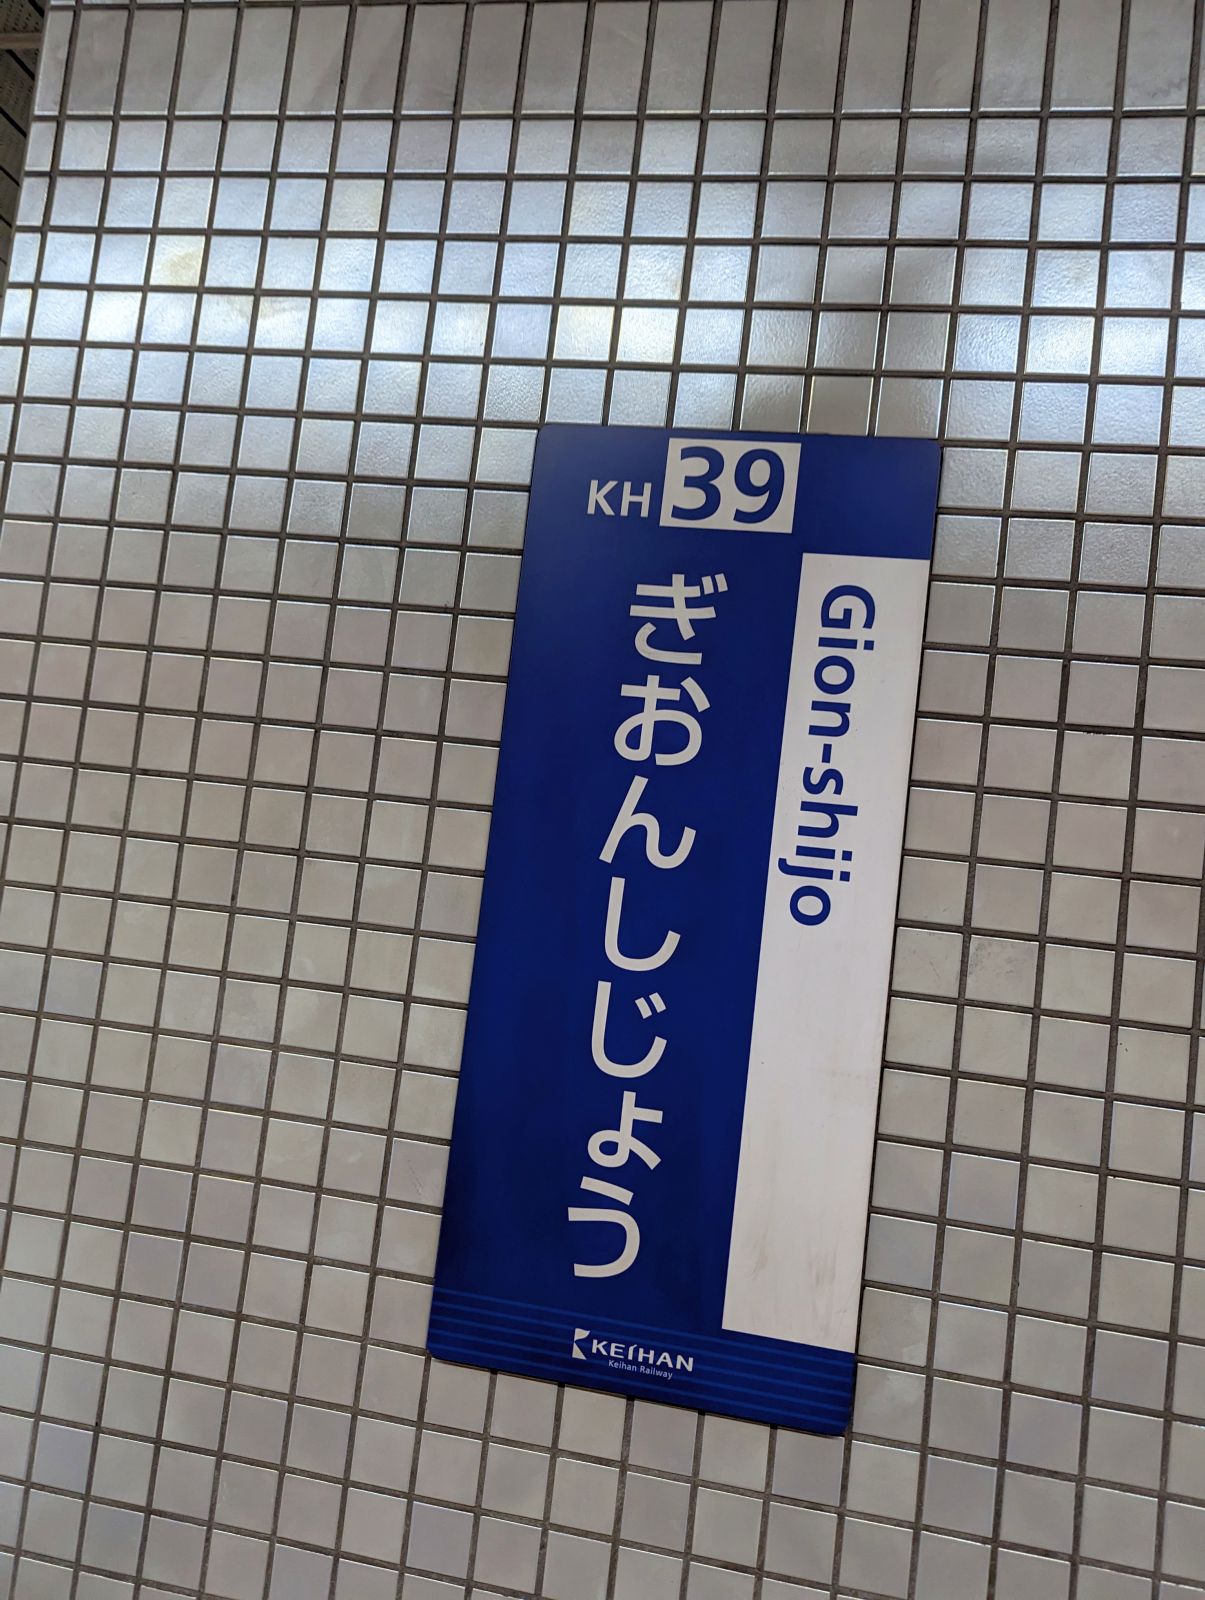 KH 39
ぎおんしじょう
Gion-shijo
KEIHAN
Keihan Railway